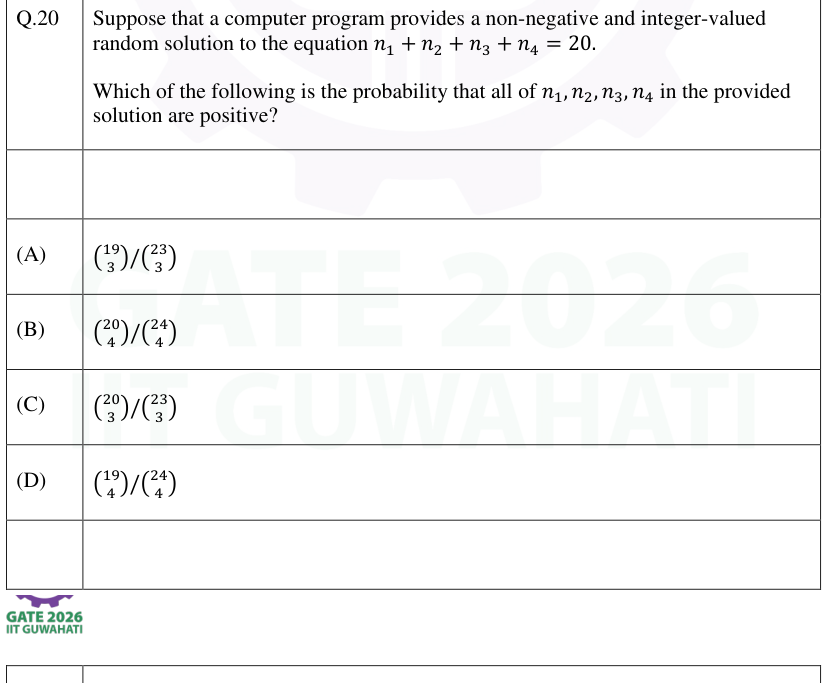 Q.20 Suppose that a computer program provides a non-negative and integer-valued
random solution to the equation n₁ + n₂ + n₃ + n₄ = 20.
Which of the following is the probability that all of n₁, n₂, n₃, n₄ in the provided
solution are positive?
(A) (19 3)/(23 3)
(B) (20 4)/(24 4)
(C) (20 3)/(23 3)
(D) (19 4)/(24 4)
GATE 2026
IIT GUWAHATI
GATE 2026
IIT GUWAHATI